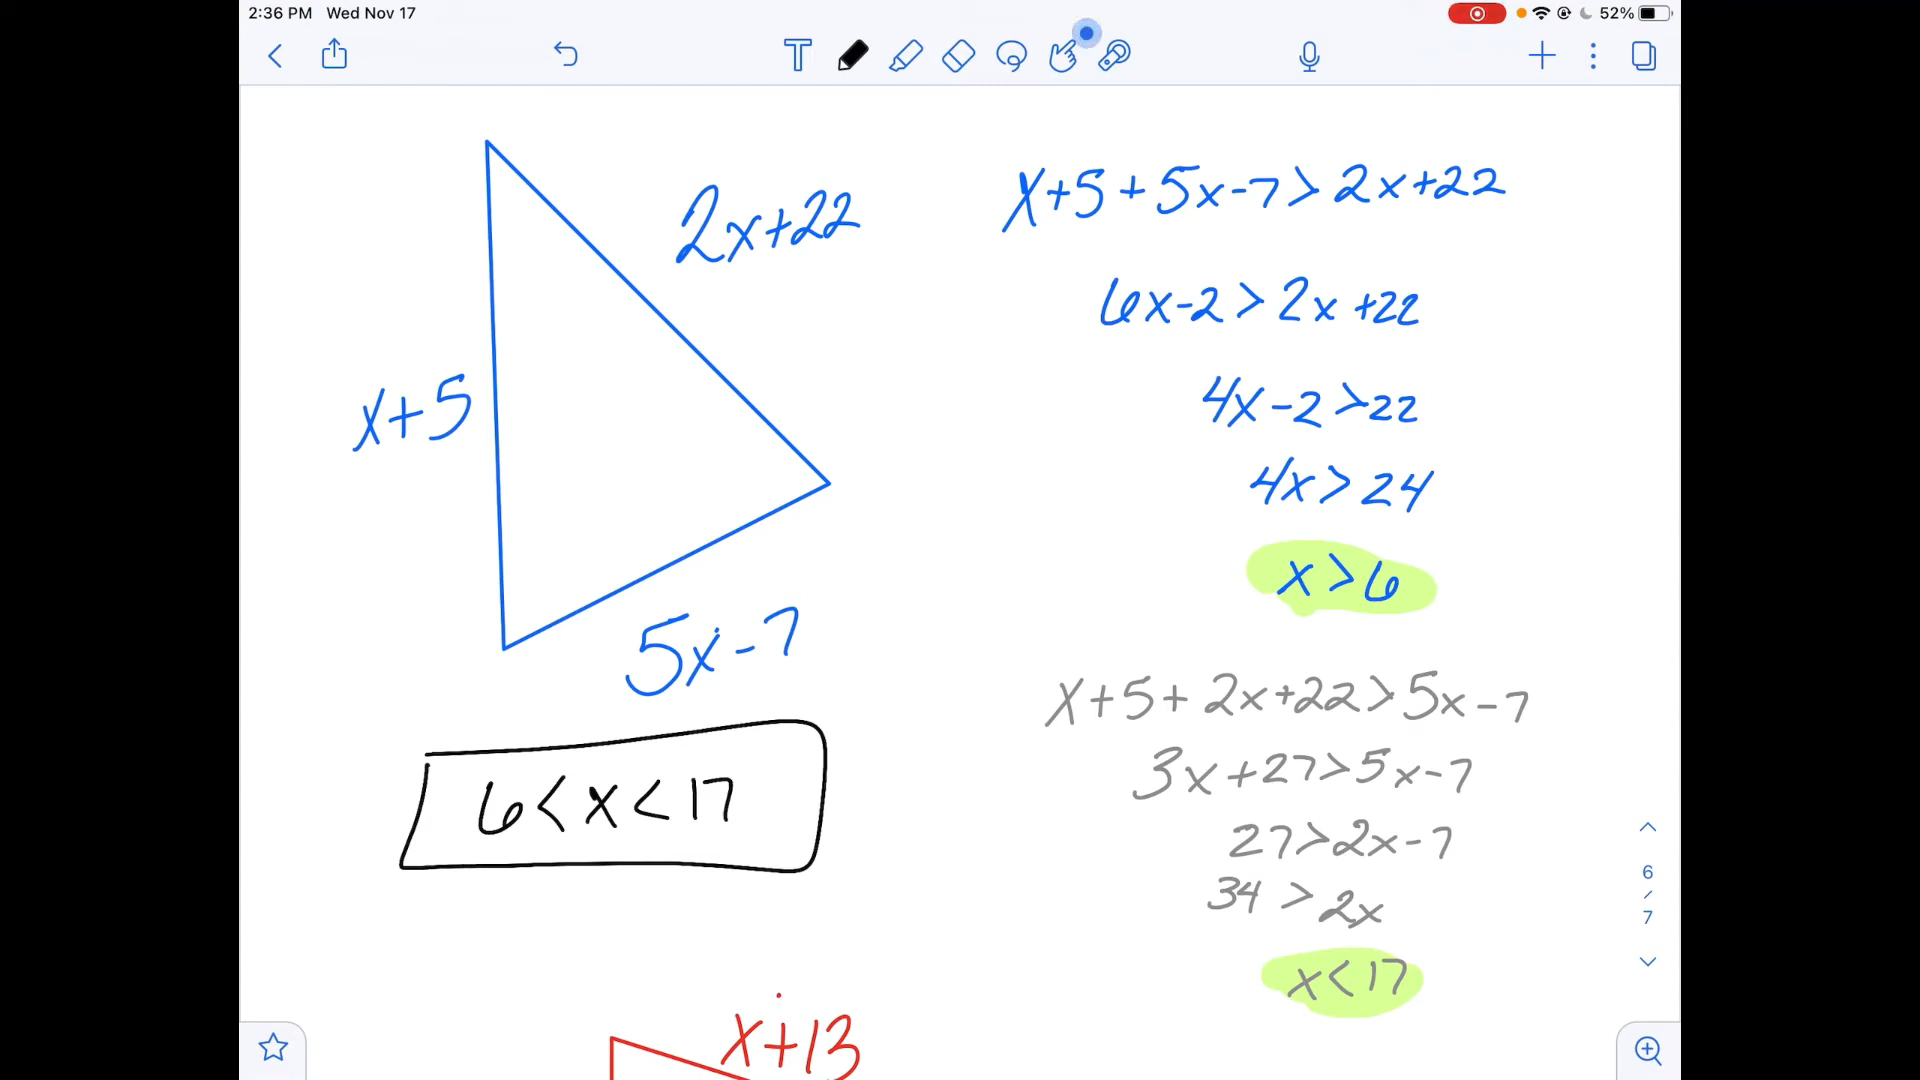 2:36 PM Wed Nov 17
52%
2x+22
x+5
5x-7
6<x<17
x+13
x+5+5x-7>2x+22
6x-2>2x+22
4x-2>22
4x>24
x>6
x+5+2x+22>5x-7
3x+27>5x-7
27>2x-7
34>2x
x<17
6
/
7